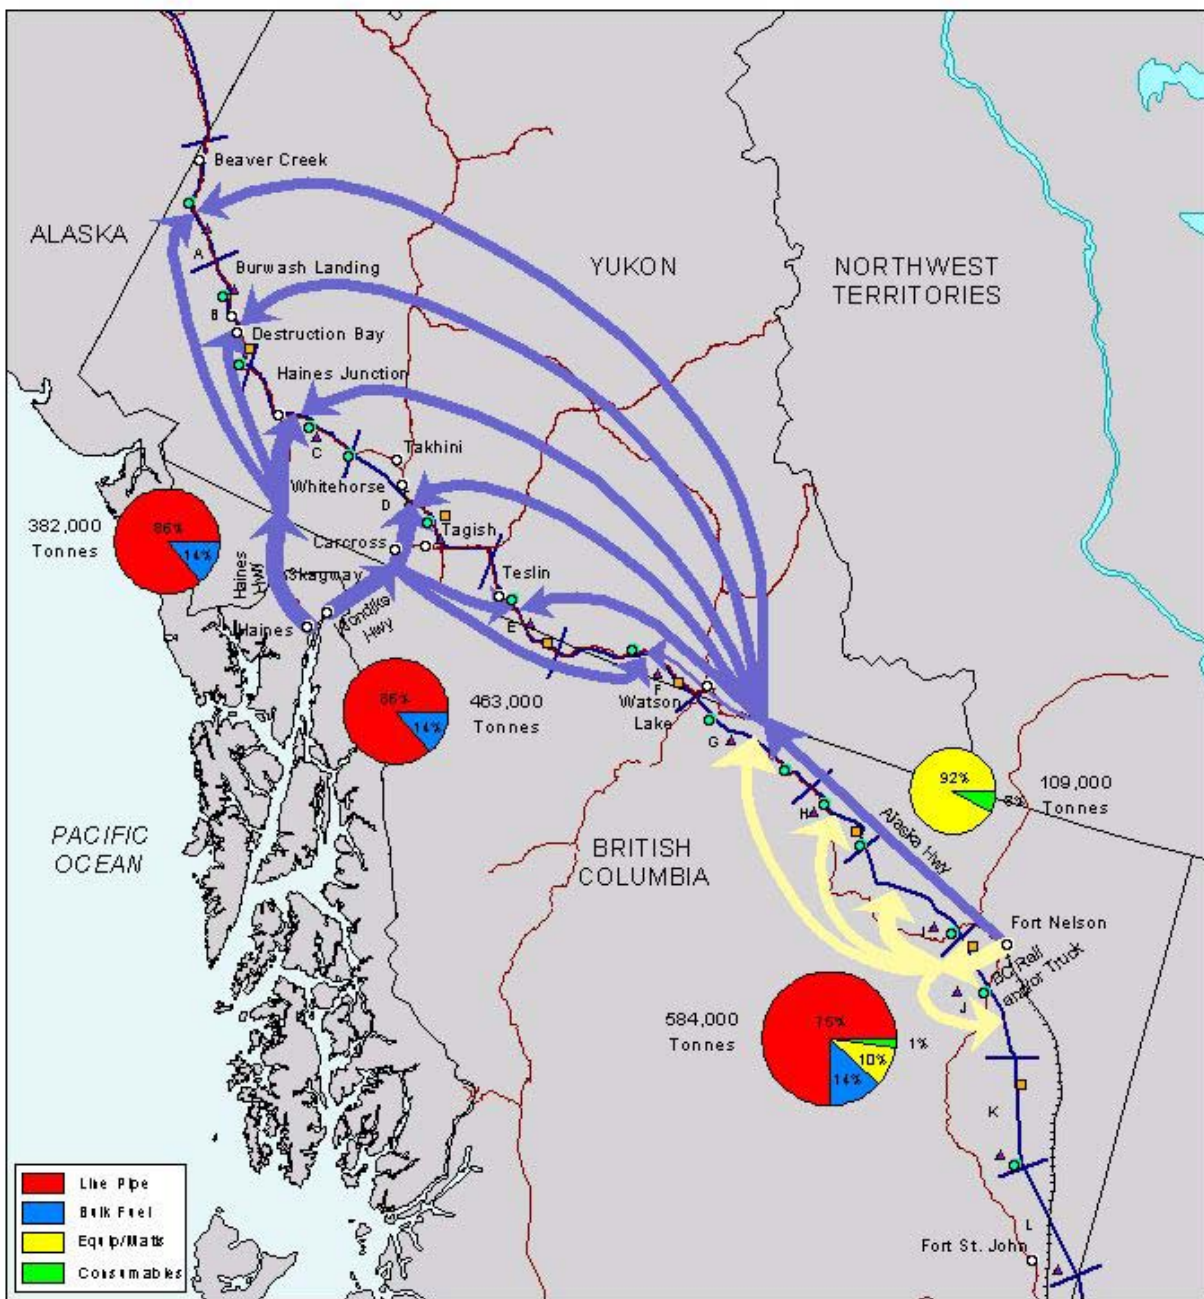 Beaver Creek
ALASKA
A
Burwash Landing
YUKON
NORTHWEST
TERRITORIES
B
Destruction Bay
Haines Junction
C
Takhini
Whitehorse
D
Tagish
382,000
Tonnes
86%
14%
Carcross
Haines
Hwy
Skagway
Teslin
Hwy
Haines
E
F
Watson
Lake
86%
14%
463,000
Tonnes
G
92%
8%
109,000
Tonnes
H
Alaska Hwy
PACIFIC
OCEAN
BRITISH
COLUMBIA
I
Fort Nelson
BC Rail
and/or Truck
J
584,000
Tonnes
75%
1%
10%
14%
K
L
Fort St. John
Line Pipe
Bulk Fuel
Equip/Matls
Consumables